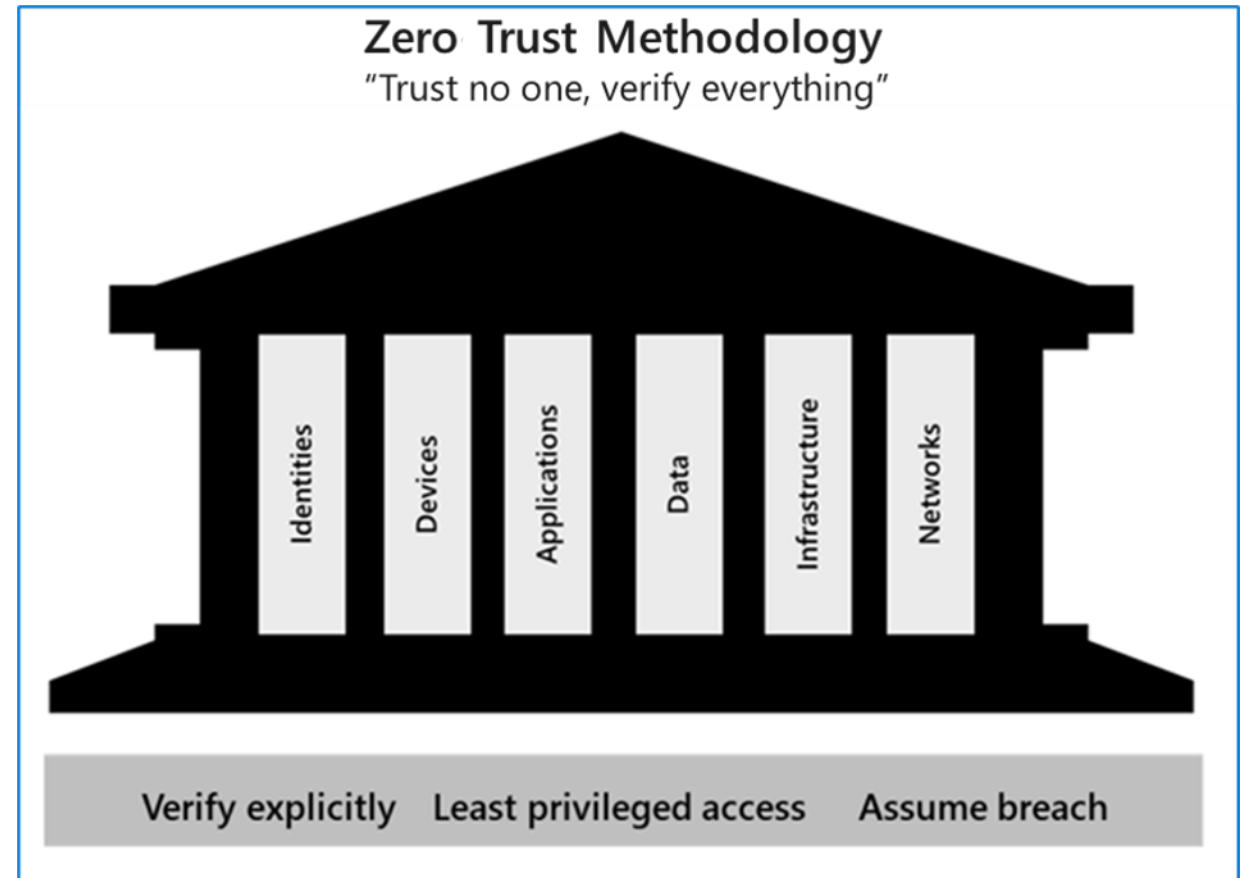 Zero Trust Methodology
“Trust no one, verify everything”
Identities
Devices
Applications
Data
Infrastructure
Networks
Verify explicitly Least privileged access Assume breach